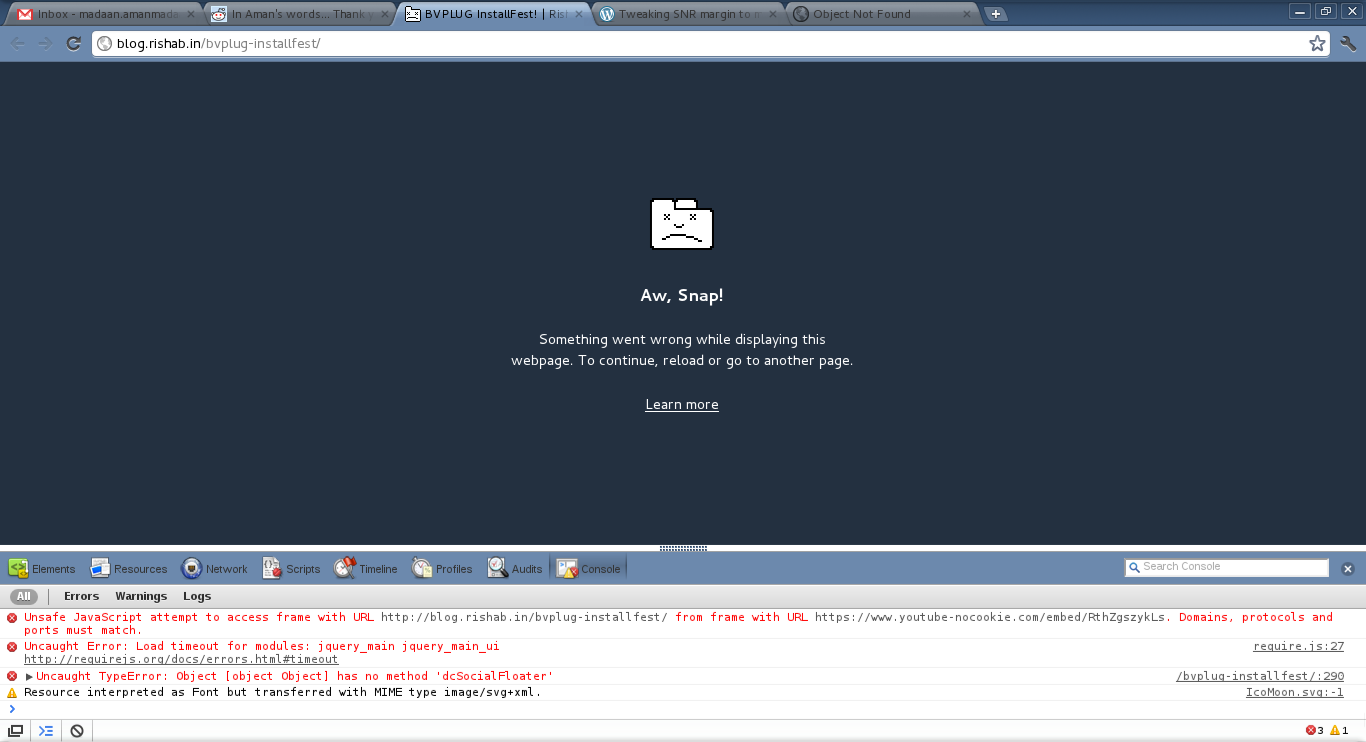 Inbox - madaan.amanmada
In Aman's words... Thank y
BVPLUG InstallFest! | Rish
Tweaking SNR margin to m
Object Not Found
blog.rishab.in/bvplug-installfest/
Aw, Snap!
Something went wrong while displaying this
webpage. To continue, reload or go to another page.
Learn more
Elements Resources Network Scripts Timeline Profiles Audits Console Search Console
All Errors Warnings Logs
Unsafe JavaScript attempt to access frame with URL http://blog.rishab.in/bvplug-installfest/ from frame with URL https://www.youtube-nocookie.com/embed/RthZgszykLs. Domains, protocols and
ports must match.
Uncaught Error: Load timeout for modules: jquery_main jquery_main_ui require.js:27
http://requirejs.org/docs/errors.html#timeout
Uncaught TypeError: Object [object Object] has no method 'dcSocialFloater' /bvplug-installfest/:290
Resource interpreted as Font but transferred with MIME type image/svg+xml. IcoMoon.svg:-1
3 1